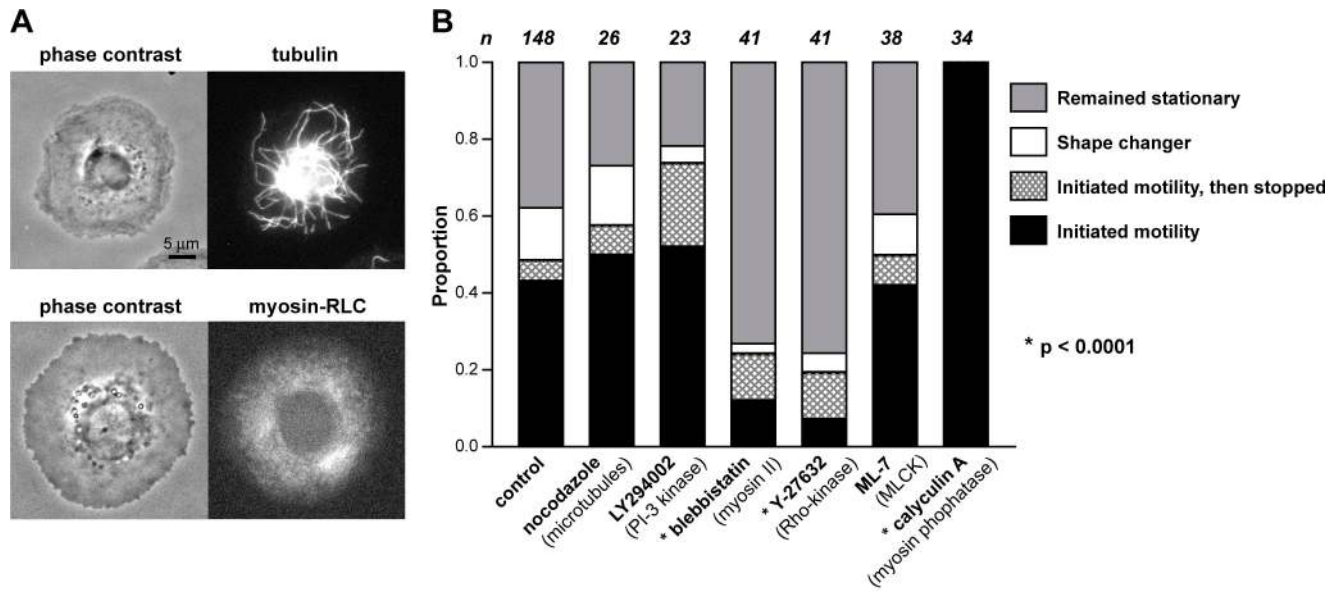 A
phase contrast
tubulin
5 μm
phase contrast
myosin-RLC
B
n 148 26 23 41 41 38 34
1.0
0.8
0.6
0.4
0.2
0.0
Proportion
control
nocodazole
(microtubules)
LY294002
(PI-3 kinase)
* blebbistatin
(myosin II)
* Y-27632
(Rho-kinase)
ML-7
(MLCK)
* calyculin A
(myosin phophatase)
Remained stationary
Shape changer
Initiated motility, then stopped
Initiated motility
* p < 0.0001